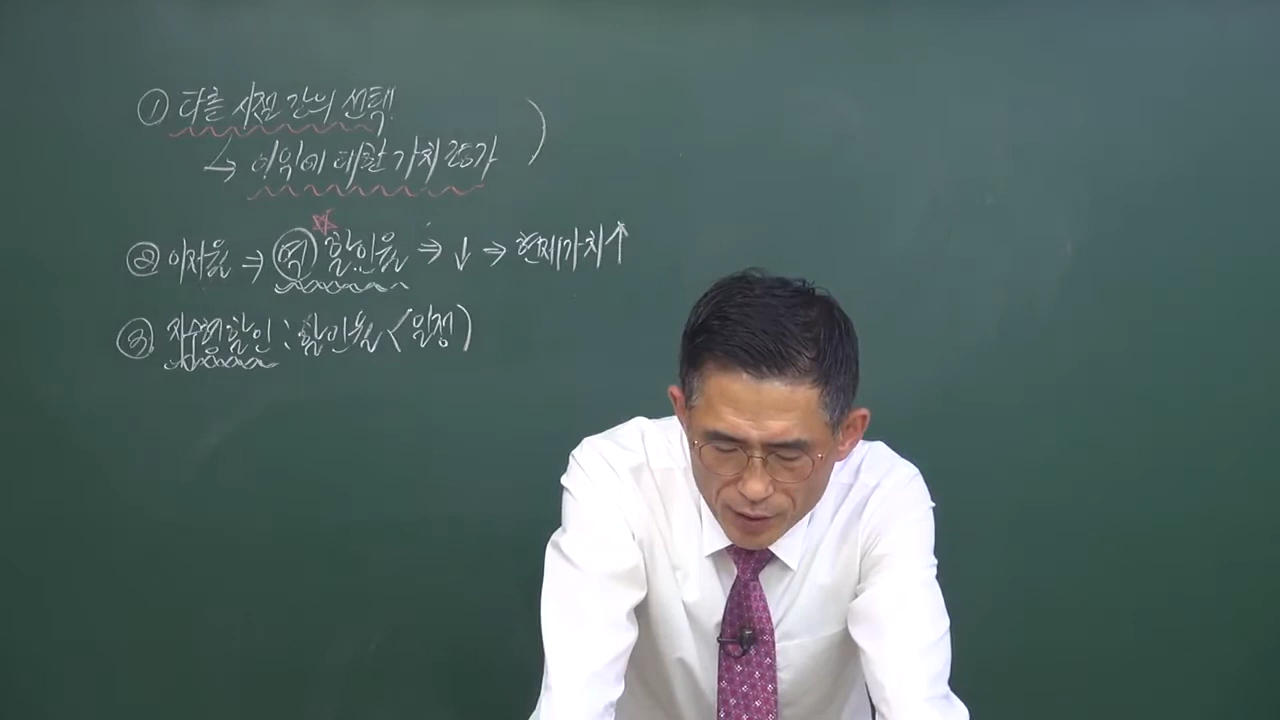 ① 다른 시점 간의 선택!
↳ 이익에 대한 가치평가 )
② 이자율 ⇒ 역 ☆ 할인율 ⇒ ↓ ⇒ 현재가치↑
③ 지수형할인 : 할인율 (일정)